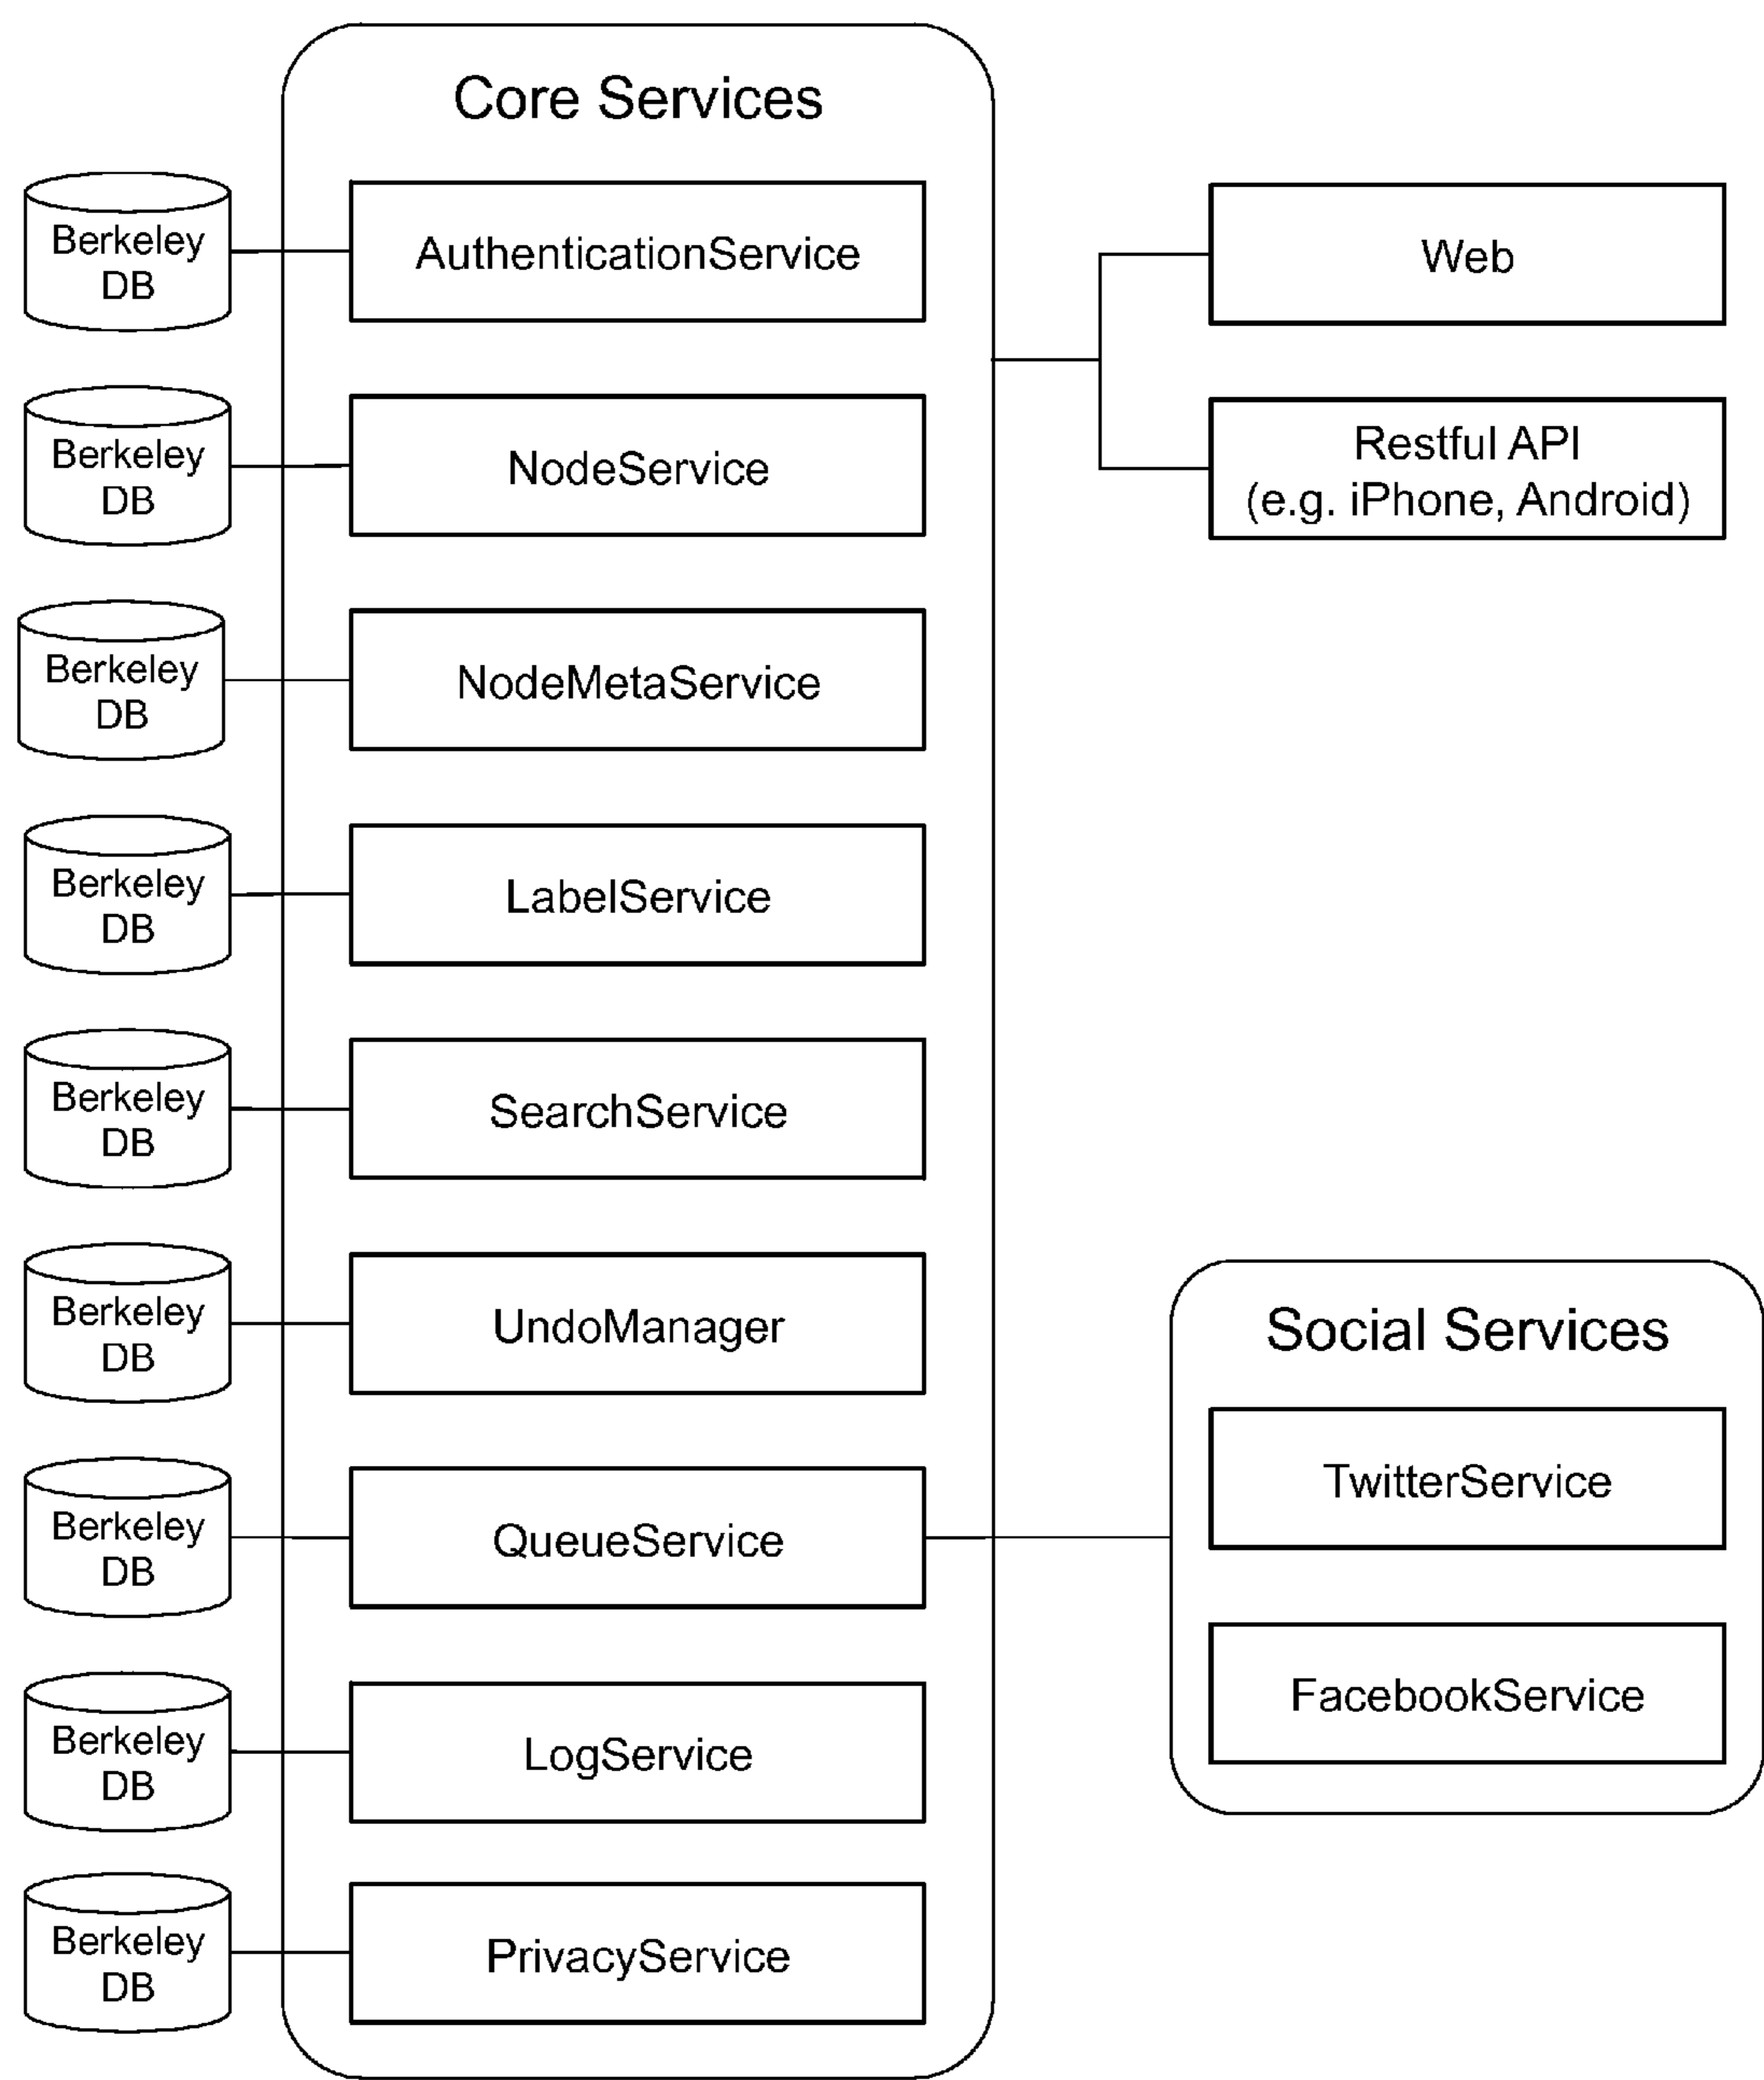 Core Services
Berkeley
DB
AuthenticationService
Web
Berkeley
DB
NodeService
Restful API
(e.g. iPhone, Android)
Berkeley
DB
NodeMetaService
Berkeley
DB
LabelService
Berkeley
DB
SearchService
Berkeley
DB
UndoManager
Social Services
Berkeley
DB
QueueService
TwitterService
Berkeley
DB
LogService
FacebookService
Berkeley
DB
PrivacyService